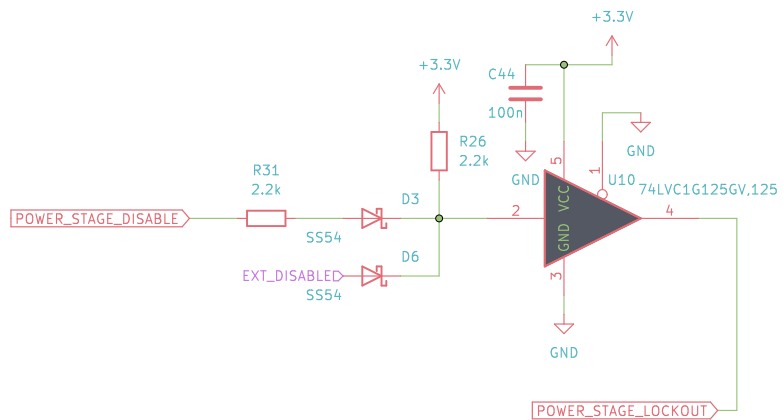 +3.3V
+3.3V
C44
100n
R26
2.2k
GND
GND
R31
2.2k
D3
SS54
D6
SS54
POWER_STAGE_DISABLE
EXT_DISABLED
5
1
U10
74LVC1G125GV,125
VCC
GND
2
4
3
GND
POWER_STAGE_LOCKOUT